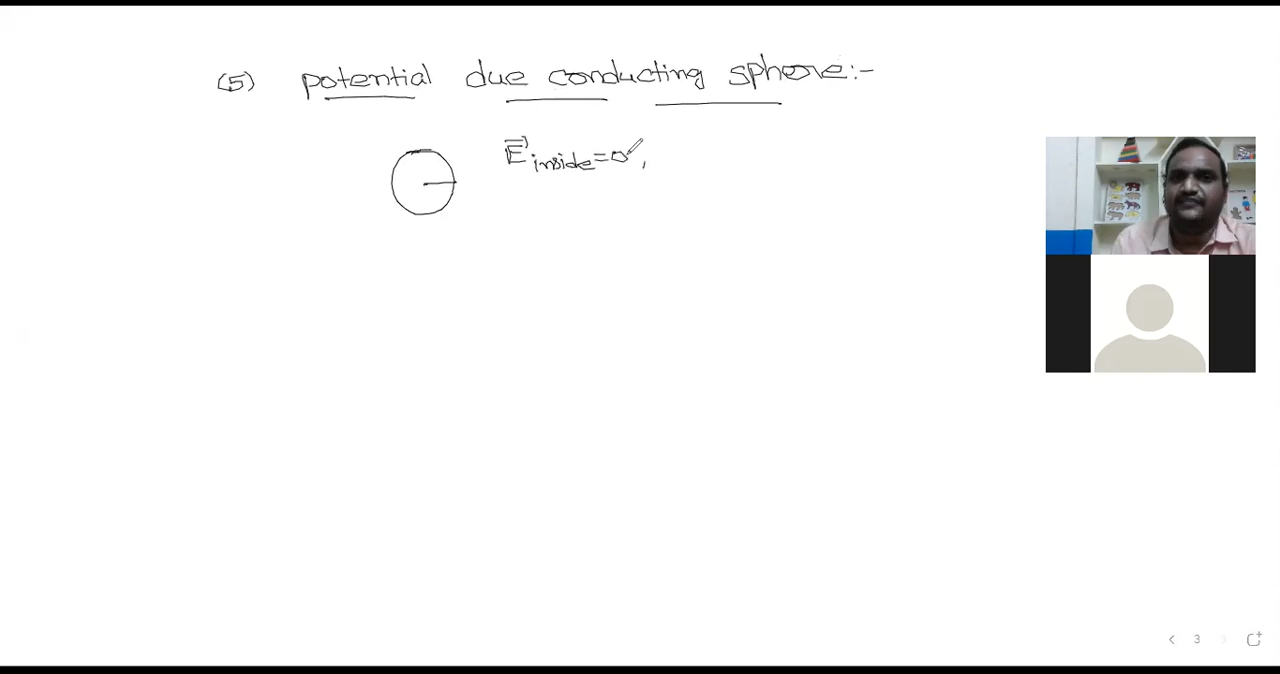 (5) potential due conducting sphere:-
E⃗ inside = 0,
3